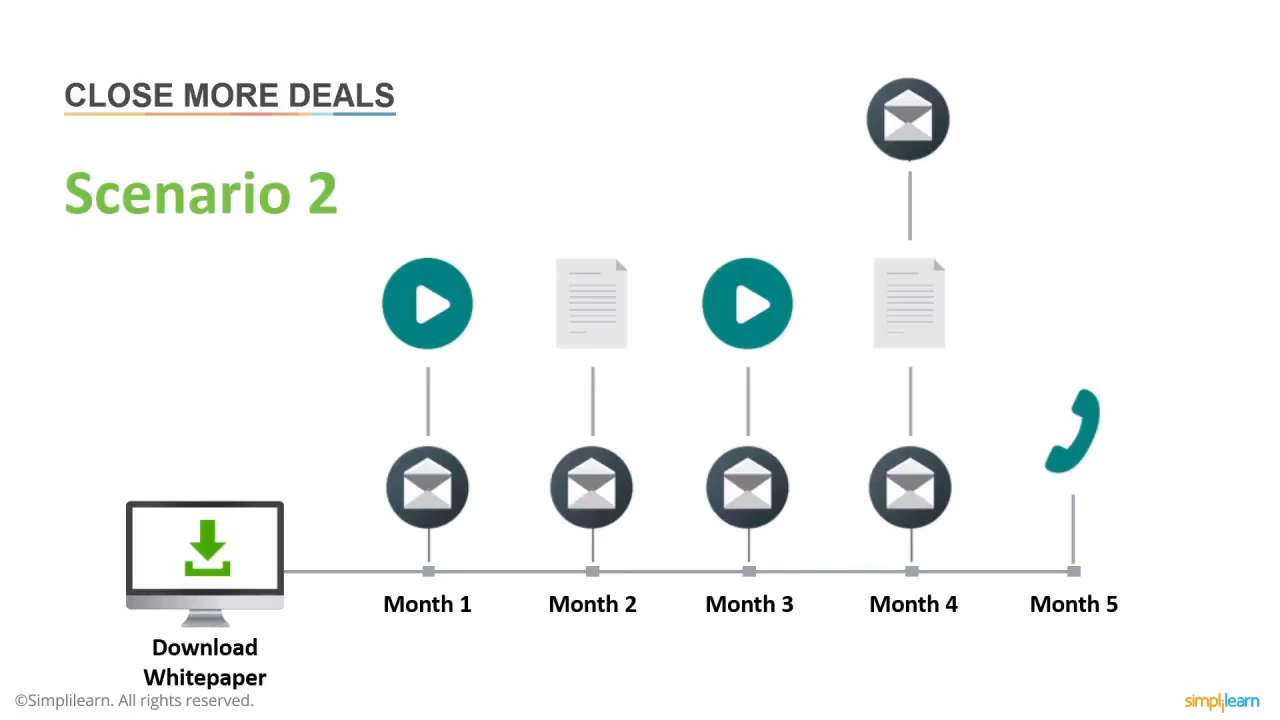 CLOSE MORE DEALS
Scenario 2
Month 1
Month 2
Month 3
Month 4
Month 5
Download
Whitepaper
©Simplilearn. All rights reserved.
simplilearn